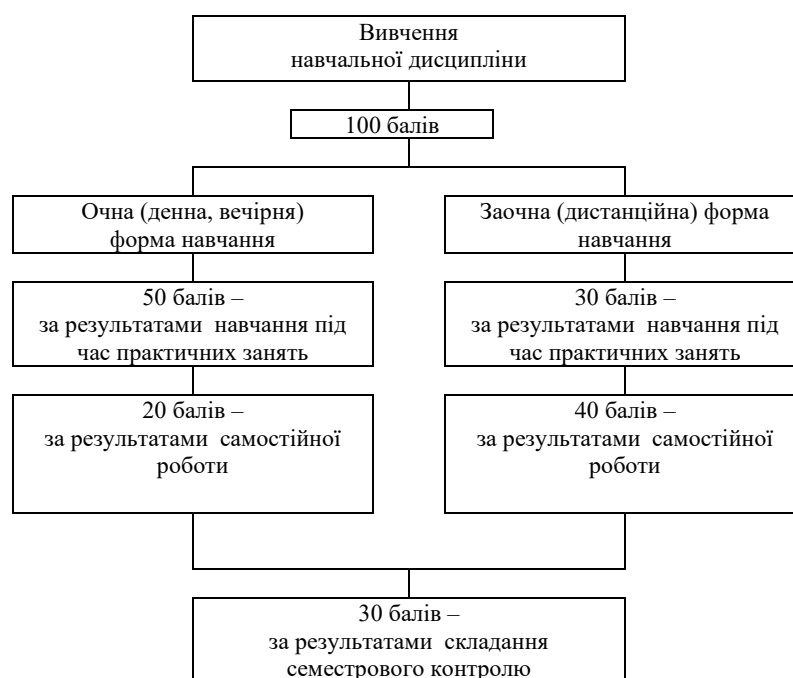 Вивчення
навчальної дисципліни
100 балів
Очна (денна, вечірня)
форма навчання
Заочна (дистанційна) форма
навчання
50 балів –
за результатами навчання під
час практичних занять
30 балів –
за результатами навчання під
час практичних занять
20 балів –
за результатами самостійної
роботи
40 балів –
за результатами самостійної
роботи
30 балів –
за результатами складання
семестрового контролю